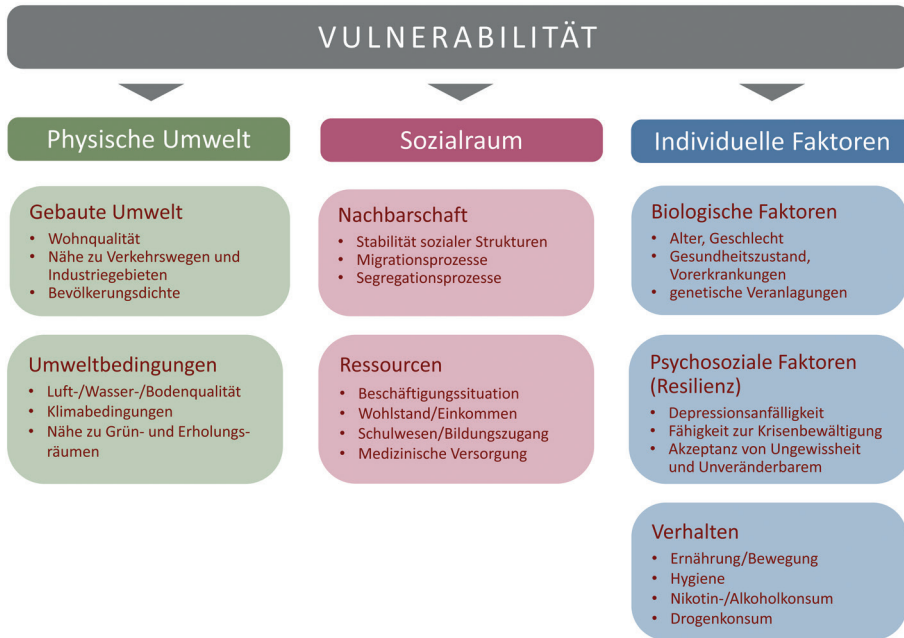 VULNERABILITÄT
Physische Umwelt
Gebaute Umwelt
• Wohnqualität
• Nähe zu Verkehrswegen und
Industriegebieten
• Bevölkerungsdichte
Umweltbedingungen
• Luft-/Wasser-/Bodenqualität
• Klimabedingungen
• Nähe zu Grün- und Erholungs-
räumen
Sozialraum
Nachbarschaft
• Stabilität sozialer Strukturen
• Migrationsprozesse
• Segregationsprozesse
Ressourcen
• Beschäftigungssituation
• Wohlstand/Einkommen
• Schulwesen/Bildungszugang
• Medizinische Versorgung
Individuelle Faktoren
Biologische Faktoren
• Alter, Geschlecht
• Gesundheitszustand,
Vorerkrankungen
• genetische Veranlagungen
Psychosoziale Faktoren
(Resilienz)
• Depressionsanfälligkeit
• Fähigkeit zur Krisenbewältigung
• Akzeptanz von Ungewissheit
und Unveränderbarem
Verhalten
• Ernährung/Bewegung
• Hygiene
• Nikotin-/Alkoholkonsum
• Drogenkonsum